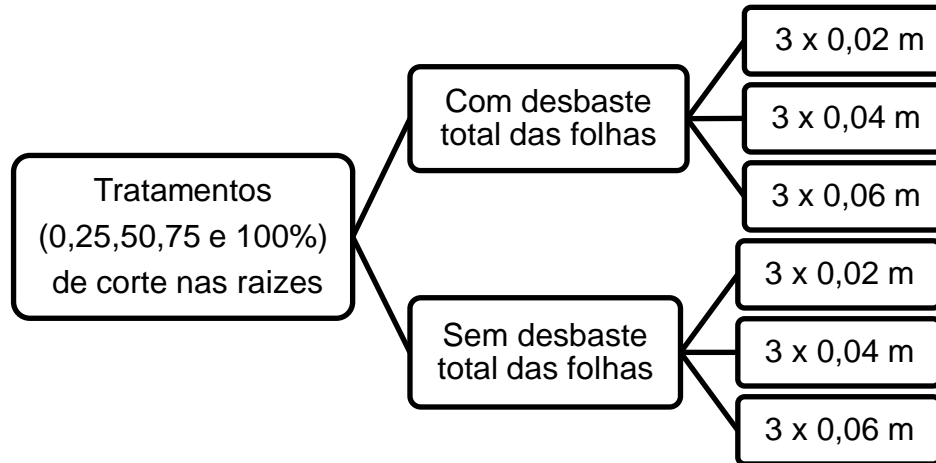 Tratamentos
(0,25,50,75 e 100%)
de corte nas raizes
Com desbaste
total das folhas
3 x 0,02 m
3 x 0,04 m
3 x 0,06 m
Sem desbaste
total das folhas
3 x 0,02 m
3 x 0,04 m
3 x 0,06 m